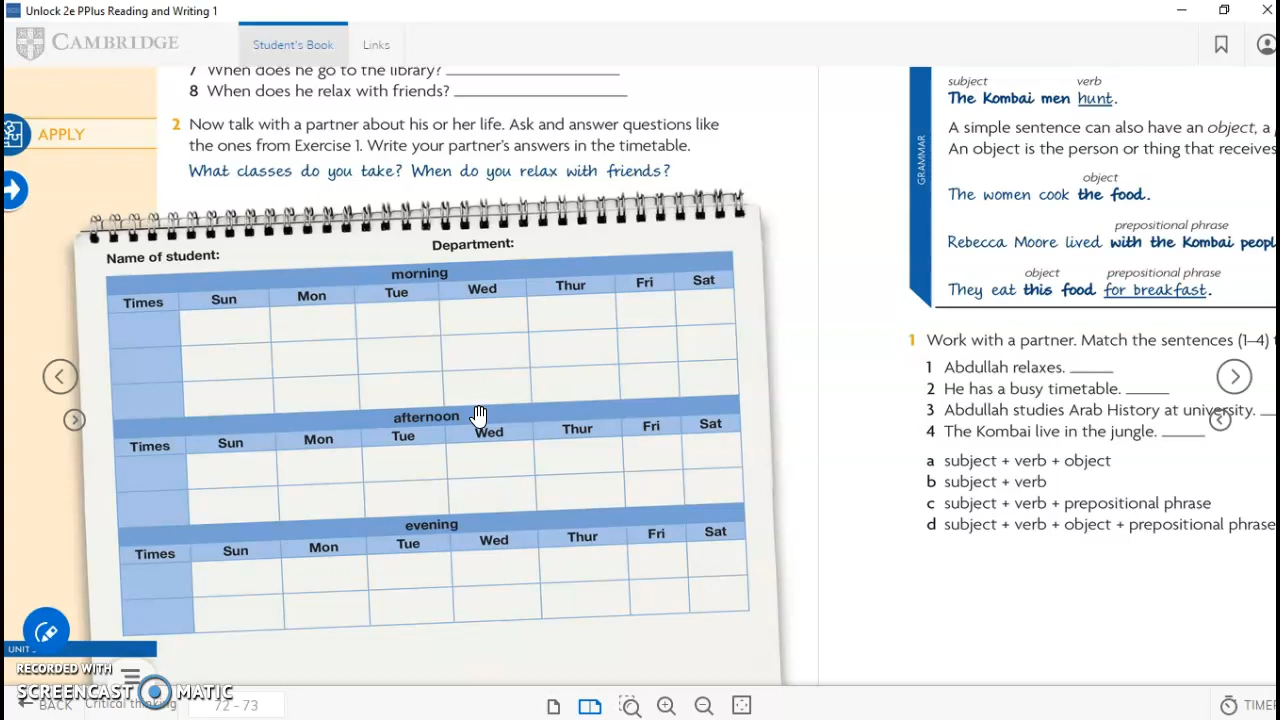 Unlock 2e PPlus Reading and Writing 1
CAMBRIDGE
Student's Book
Links
7 When does he go to the library?
8 When does he relax with friends?
APPLY
2 Now talk with a partner about his or her life. Ask and answer questions like
the ones from Exercise 1. Write your partner's answers in the timetable.
What classes do you take? When do you relax with friends?
Name of student:
Department:
morning
Times Sun Mon Tue Wed Thur Fri Sat
afternoon
Times Sun Mon Tue Wed Thur Fri Sat
evening
Times Sun Mon Tue Wed Thur Fri Sat
GRAMMAR
subject verb
The Kombai men hunt.
A simple sentence can also have an object, a
An object is the person or thing that receives
object
The women cook the food.
prepositional phrase
Rebecca Moore lived with the Kombai peopl
object prepositional phrase
They eat this food for breakfast.
1 Work with a partner. Match the sentences (1–4)
1 Abdullah relaxes.
2 He has a busy timetable.
3 Abdullah studies Arab History at university.
4 The Kombai live in the jungle.
a subject + verb + object
b subject + verb
c subject + verb + prepositional phrase
d subject + verb + object + prepositional phrase
UNIT
RECORDED WITH
SCREENCAST MATIC
BACK
Critical thinking
72 - 73
TIMER